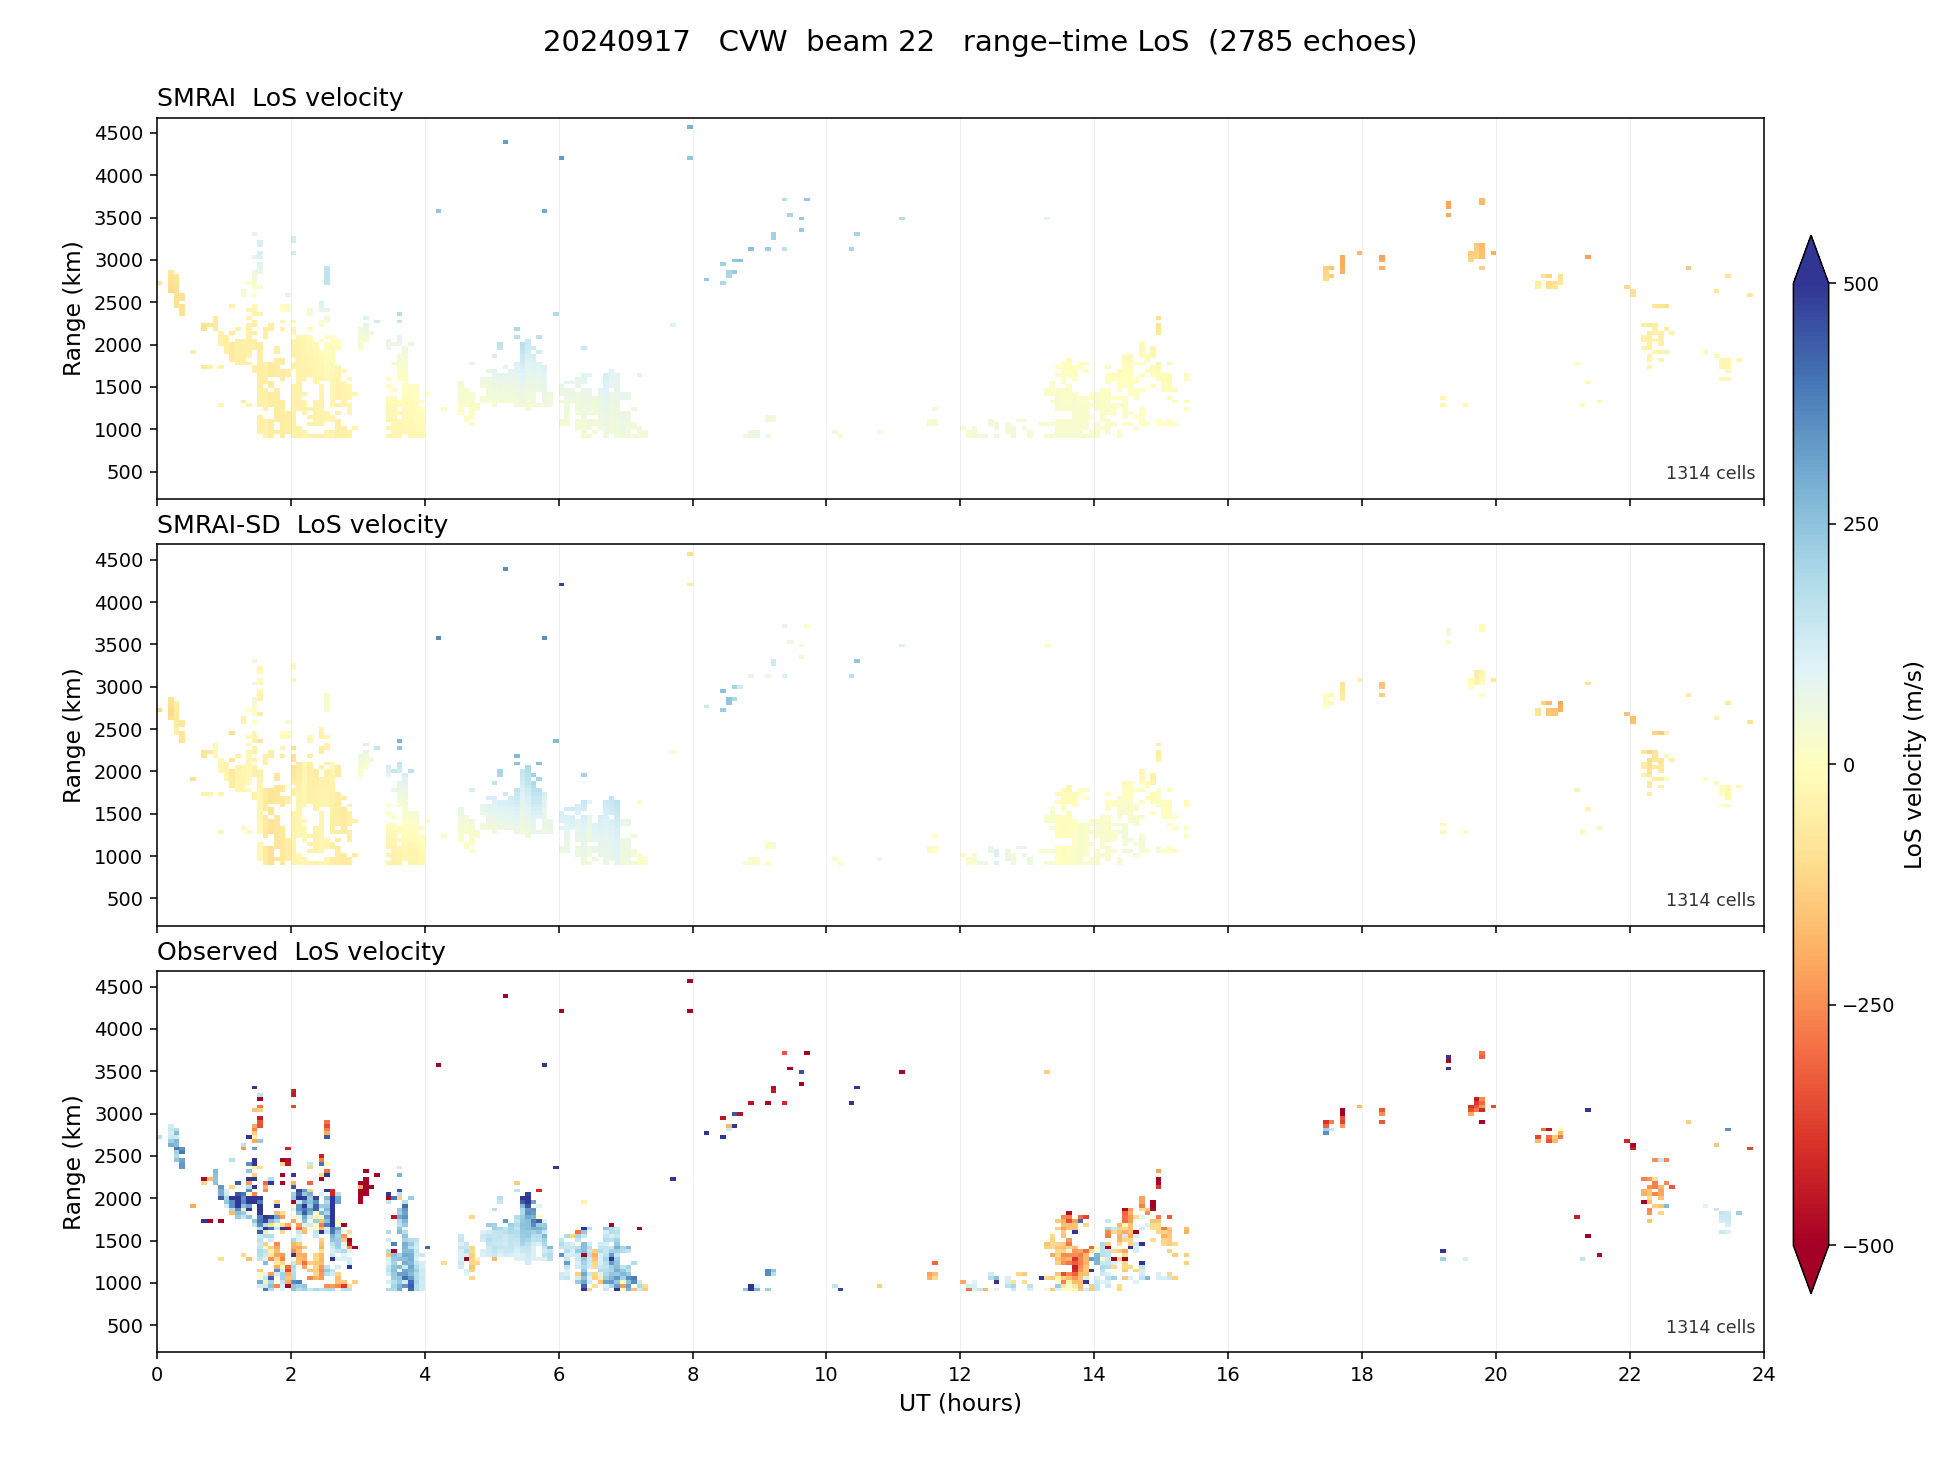 20240917   CVW  beam 22   range–time LoS  (2785 echoes)
SMRAI  LoS velocity
4500
4000
3500
3000
2500
2000
1500
1000
500
Range (km)
1314 cells
SMRAI-SD  LoS velocity
4500
4000
3500
3000
2500
2000
1500
1000
500
Range (km)
1314 cells
Observed  LoS velocity
4500
4000
3500
3000
2500
2000
1500
1000
500
Range (km)
1314 cells
0 2 4 6 8 10 12 14 16 18 20 22 24
UT (hours)
500
250
0
−250
−500
LoS velocity (m/s)